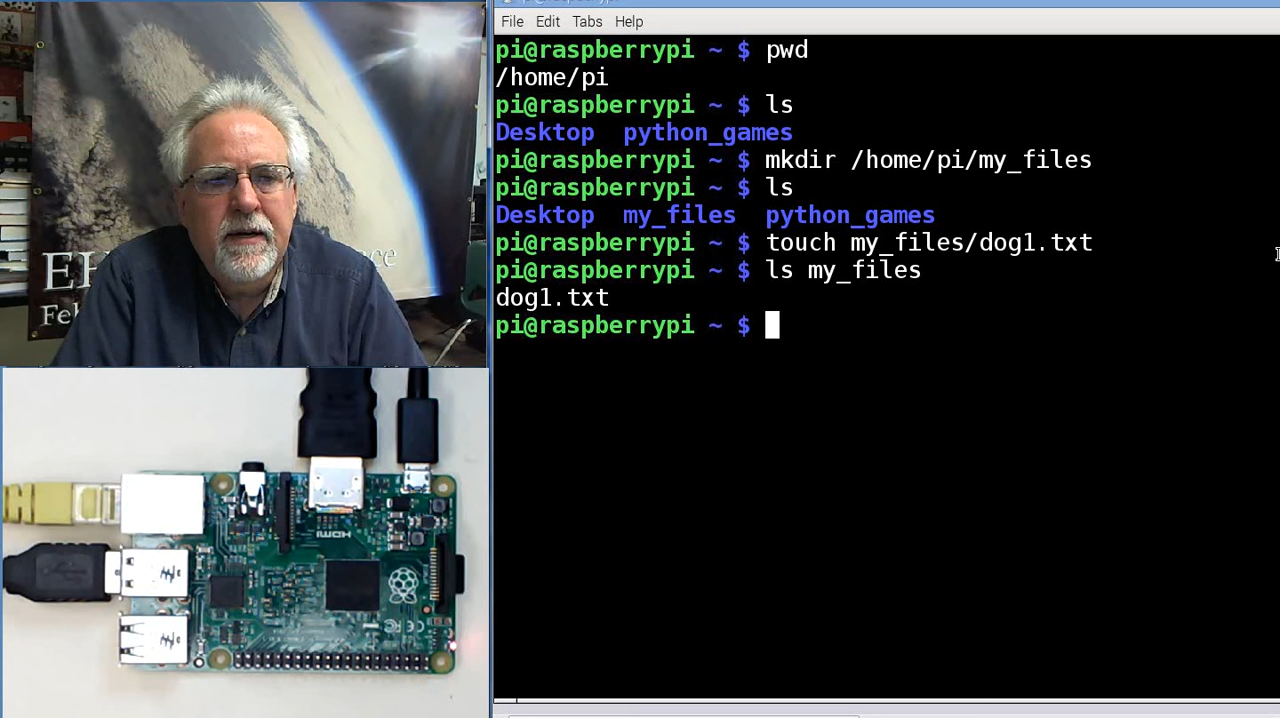 File Edit Tabs Help
pi@raspberrypi ~ $ pwd
/home/pi
pi@raspberrypi ~ $ ls
Desktop python_games
pi@raspberrypi ~ $ mkdir /home/pi/my_files
pi@raspberrypi ~ $ ls
Desktop my_files python_games
pi@raspberrypi ~ $ touch my_files/dog1.txt
pi@raspberrypi ~ $ ls my_files
dog1.txt
pi@raspberrypi ~ $
HDMI